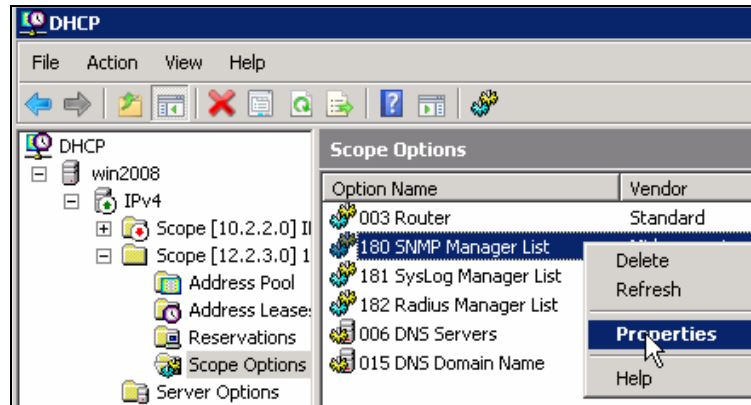 DHCP
File Action View Help
DHCP
win2008
IPv4
Scope [10.2.2.0]
Scope [12.2.3.0] 1
Address Pool
Address Lease
Reservations
Scope Options
Server Options
Scope Options
Option Name Vendor
003 Router Standard
180 SNMP Manager List
181 SysLog Manager List
182 Radius Manager List
006 DNS Servers
015 DNS Domain Name
Delete
Refresh
Properties
Help